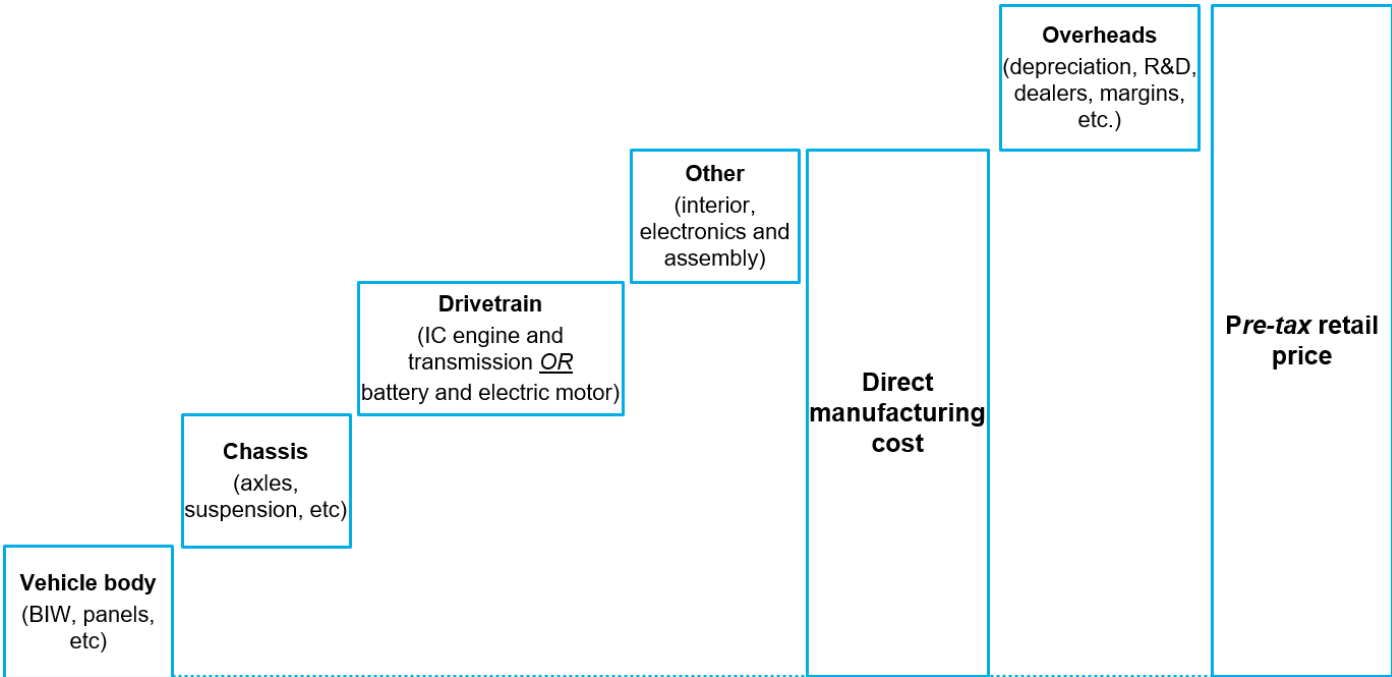 Overheads
(depreciation, R&D,
dealers, margins,
etc.)
Other
(interior,
electronics and
assembly)
Drivetrain
(IC engine and
transmission OR
battery and electric motor)
Pre-tax retail
price
Direct
manufacturing
cost
Chassis
(axles,
suspension, etc)
Vehicle body
(BIW, panels,
etc)